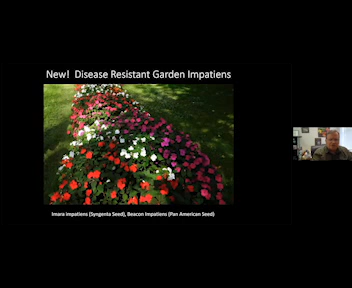 New! Disease Resistant Garden Impatiens
Imara impatiens (Syngenta Seed), Beacon Impatiens (Pan American Seed)